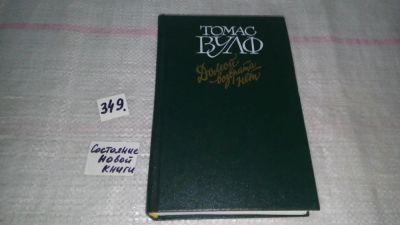 ТОМАС
ВУЛФ
Домой
возврата
нет
349.
Состояние
Новой
книги